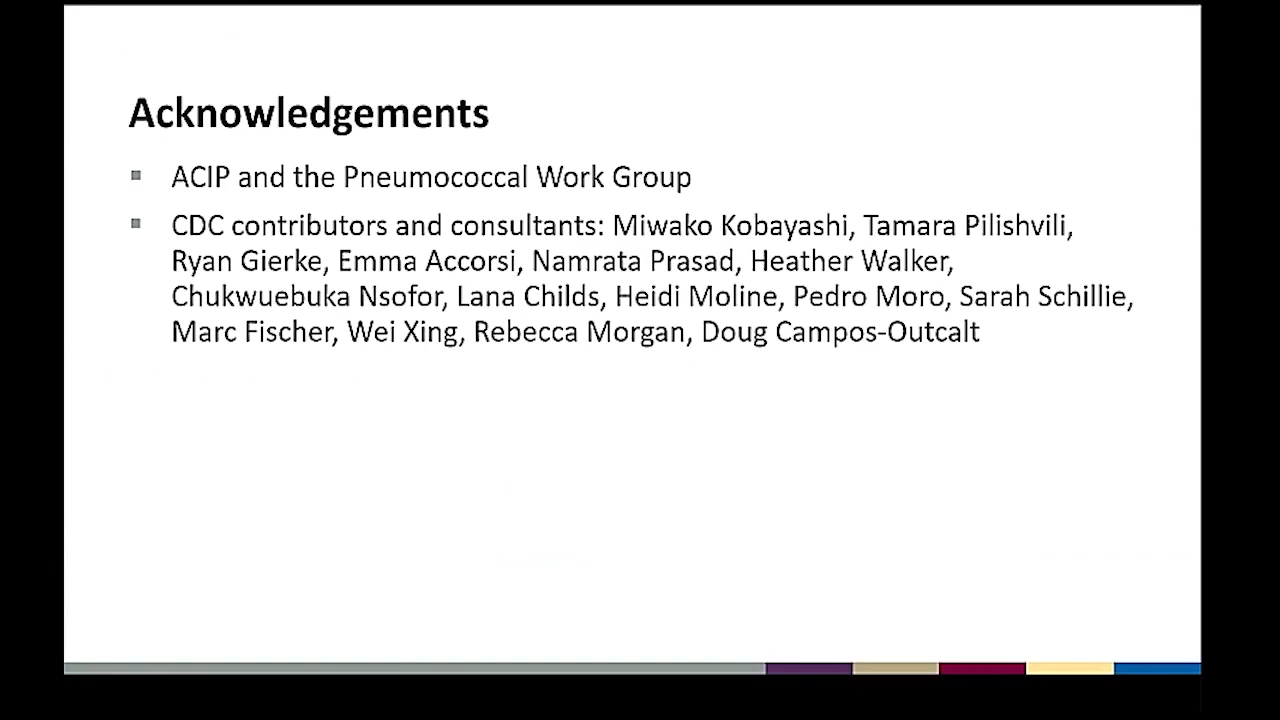 Acknowledgements
▪ ACIP and the Pneumococcal Work Group
▪ CDC contributors and consultants: Miwako Kobayashi, Tamara Pilishvili,
Ryan Gierke, Emma Accorsi, Namrata Prasad, Heather Walker,
Chukwuebuka Nsofor, Lana Childs, Heidi Moline, Pedro Moro, Sarah Schillie,
Marc Fischer, Wei Xing, Rebecca Morgan, Doug Campos-Outcalt